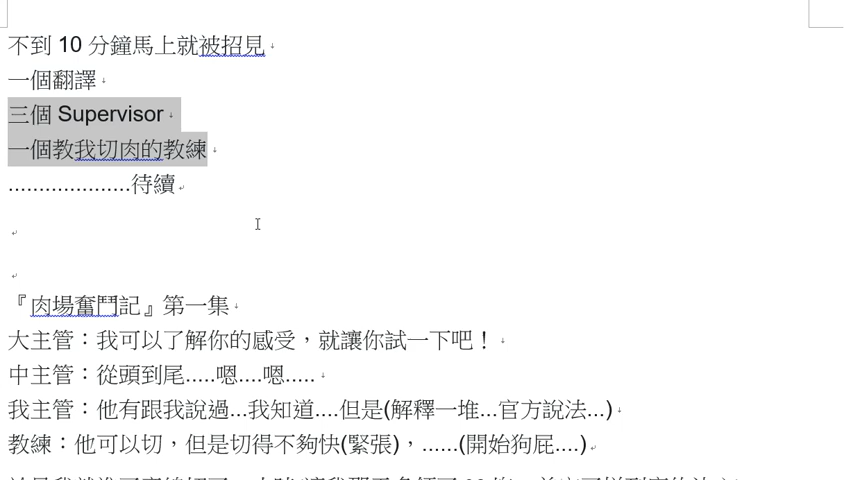 不到 10 分鐘馬上就被招見
一個翻譯
三個 Supervisor
一個教我切肉的教練
.....................待續
『肉場奮鬥記』第一集
大主管：我可以了解你的感受，就讓你試一下吧！
中主管：從頭到尾.....嗯....嗯.....
我主管：他有跟我說過...我知道....但是(解釋一堆...官方說法...)
教練：他可以切，但是切得不夠快(緊張)，......(開始狗屁....)